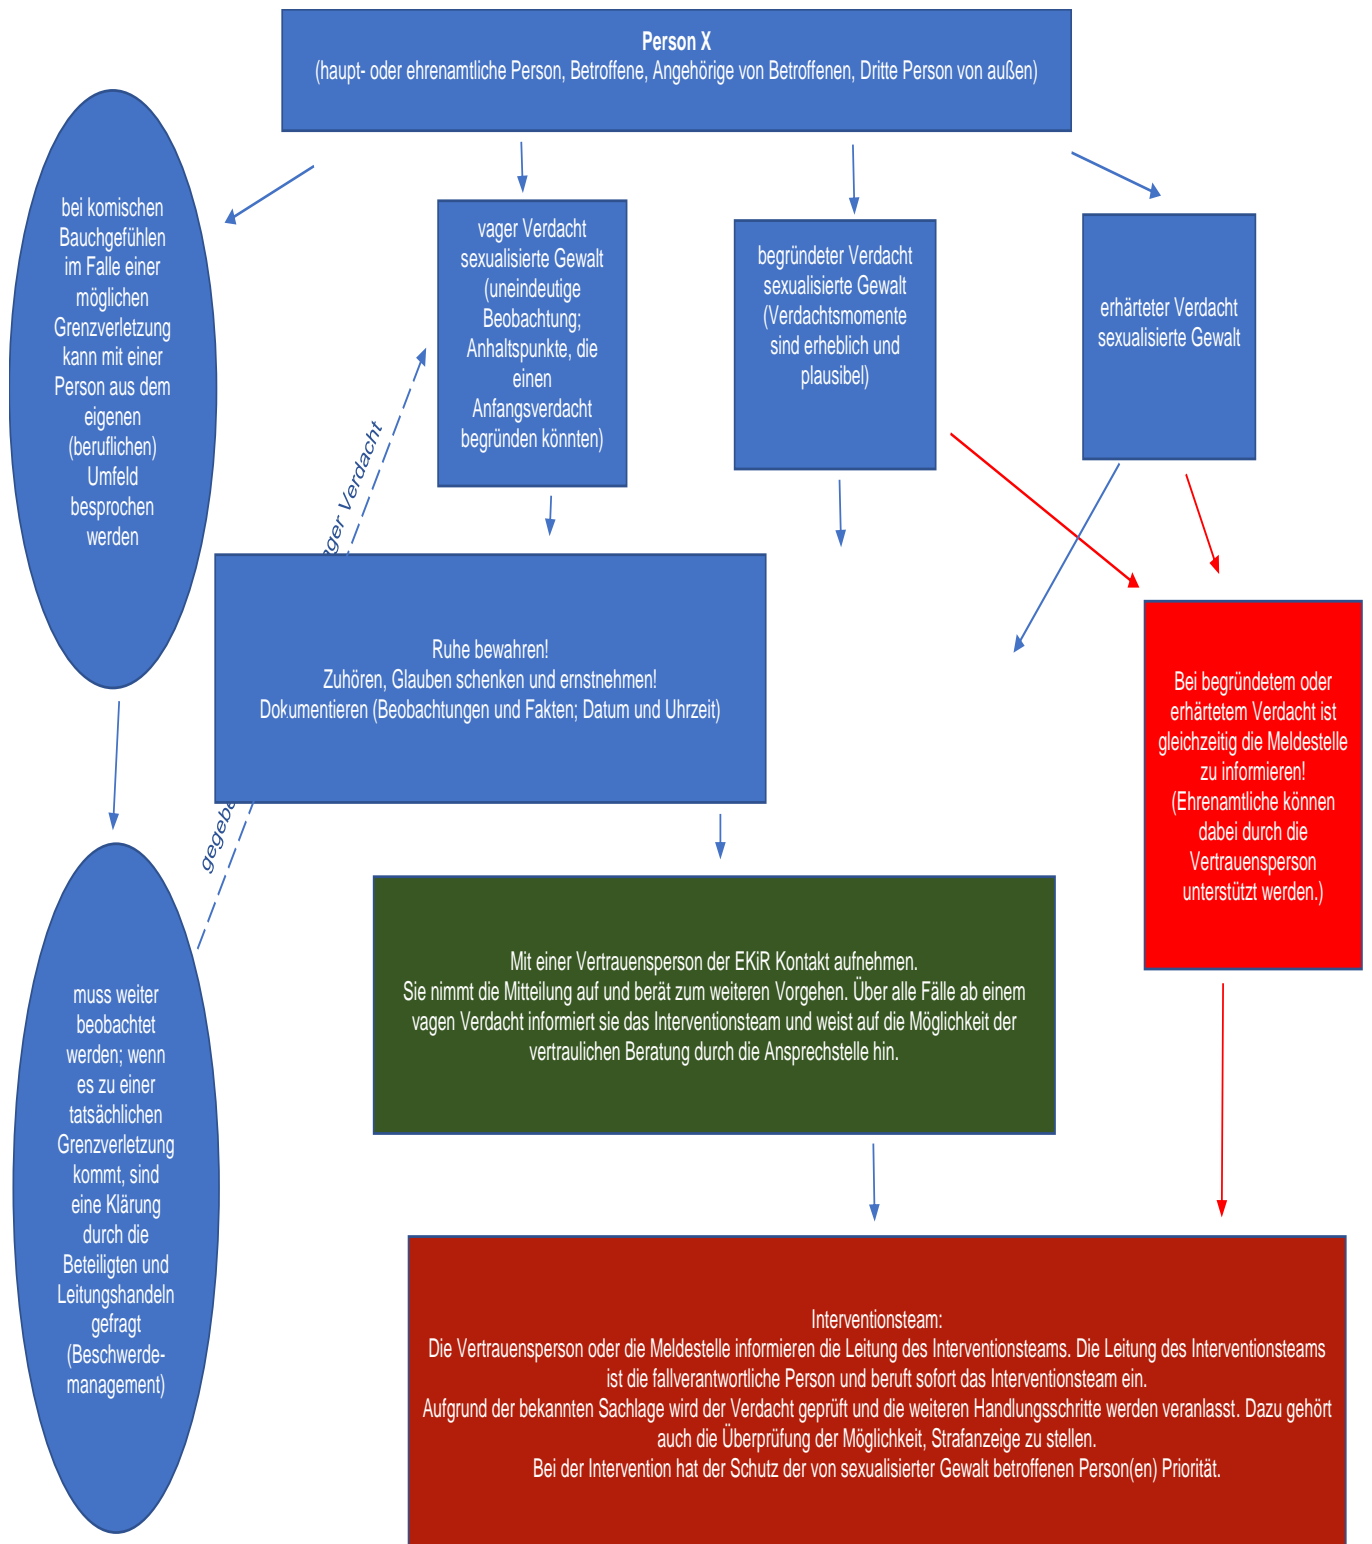 Person X
(haupt- oder ehrenamtliche Person, Betroffene, Angehörige von Betroffenen, Dritte Person von außen)
bei komischen
Bauchgefühlen
im Falle einer
möglichen
Grenzverletzung
kann mit einer
Person aus dem
eigenen
(beruflichen)
Umfeld
besprochen
werden
vager Verdacht
sexualisierte Gewalt
(uneindeutige
Beobachtung;
Anhaltspunkte, die
einen
Anfangsverdacht
begründen könnten)
begründeter Verdacht
sexualisierte Gewalt
(Verdachtsmomente
sind erheblich und
plausibel)
erhärteter Verdacht
sexualisierte Gewalt
Verdacht
Ruhe bewahren!
Zuhören, Glauben schenken und ernstnehmen!
Dokumentieren (Beobachtungen und Fakten; Datum und Uhrzeit)
Bei begründetem oder
erhärtetem Verdacht ist
gleichzeitig die Meldestelle
zu informieren!
(Ehrenamtliche können
dabei durch die
Vertrauensperson
unterstützt werden.)
Mit einer Vertrauensperson der EKiR Kontakt aufnehmen.
Sie nimmt die Mitteilung auf und berät zum weiteren Vorgehen. Über alle Fälle ab einem
vagen Verdacht informiert sie das Interventionsteam und weist auf die Möglichkeit der
vertraulichen Beratung durch die Ansprechstelle hin.
muss weiter
beobachtet
werden; wenn
es zu einer
tatsächlichen
Grenzverletzung
kommt, sind
eine Klärung
durch die
Beteiligten und
Leitungshandeln
gefragt
(Beschwerde-
management)
Interventionsteam:
Die Vertrauensperson oder die Meldestelle informieren die Leitung des Interventionsteams. Die Leitung des Interventionsteams
ist die fallverantwortliche Person und beruft sofort das Interventionsteam ein.
Aufgrund der bekannten Sachlage wird der Verdacht geprüft und die weiteren Handlungsschritte werden veranlasst. Dazu gehört
auch die Überprüfung der Möglichkeit, Strafanzeige zu stellen.
Bei der Intervention hat der Schutz der von sexualisierter Gewalt betroffenen Person(en) Priorität.